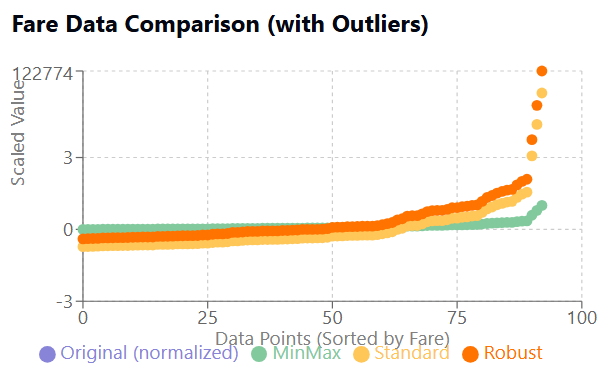 Fare Data Comparison (with Outliers)
122774
Scaled Value
3
0
-3
0 25 50 75 100
Data Points (Sorted by Fare)
Original (normalized) MinMax Standard Robust